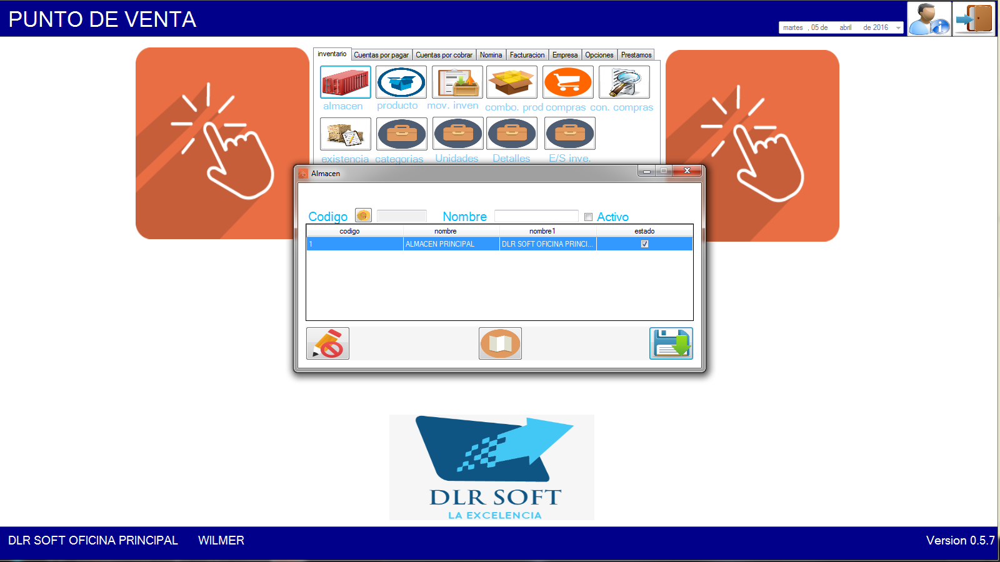 PUNTO DE VENTA
martes , 05 de abril de 2016
inventario Cuentas por pagar Cuentas por cobrar Nomina Facturacion Empresa Opciones Prestamos
almacen producto mov. inven combo. prod compras con. compras
existencia categorias Unidades Detalles E/S inve.
Almacen
Codigo Nombre Activo
codigo nombre nombre1 estado
1 ALMACEN PRINCIPAL DLR SOFT OFICINA PRINCI...
DLR SOFT
LA EXCELENCIA
DLR SOFT OFICINA PRINCIPAL WILMER Version 0.5.7